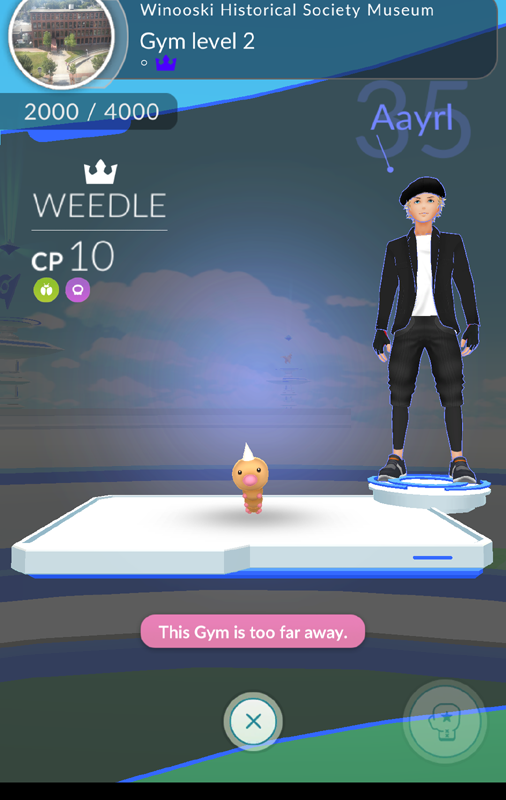 Winooski Historical Society Museum
Gym level 2
2000 / 4000
35
Aayrl
WEEDLE
CP 10
This Gym is too far away.